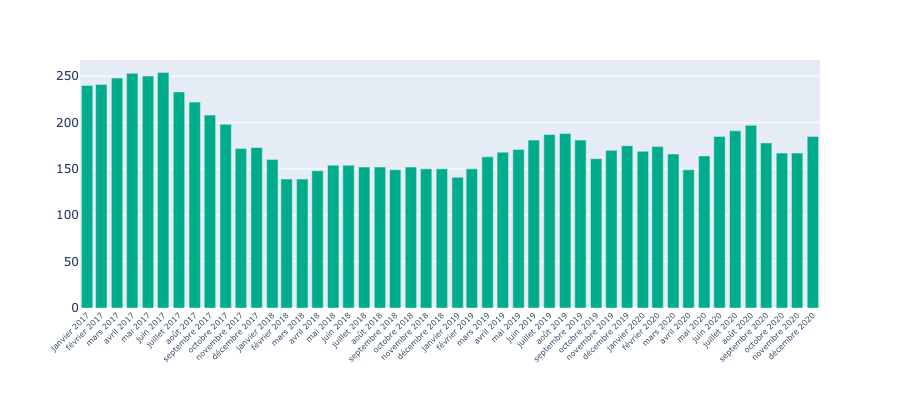 250
200
150
100
50
0
janvier 2017
février 2017
mars 2017
avril 2017
mai 2017
juin 2017
juillet 2017
août 2017
septembre 2017
octobre 2017
novembre 2017
décembre 2017
janvier 2018
février 2018
mars 2018
avril 2018
mai 2018
juin 2018
juillet 2018
août 2018
septembre 2018
octobre 2018
novembre 2018
décembre 2018
janvier 2019
février 2019
mars 2019
avril 2019
mai 2019
juin 2019
juillet 2019
août 2019
septembre 2019
octobre 2019
novembre 2019
décembre 2019
janvier 2020
février 2020
mars 2020
avril 2020
mai 2020
juin 2020
juillet 2020
août 2020
septembre 2020
octobre 2020
novembre 2020
décembre 2020